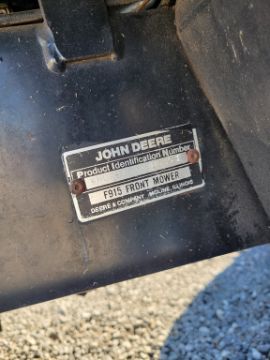 JOHN DEERE
Product Identification Number
F915 FRONT MOWER
DEERE & COMPANY MOLINE, ILLINOIS